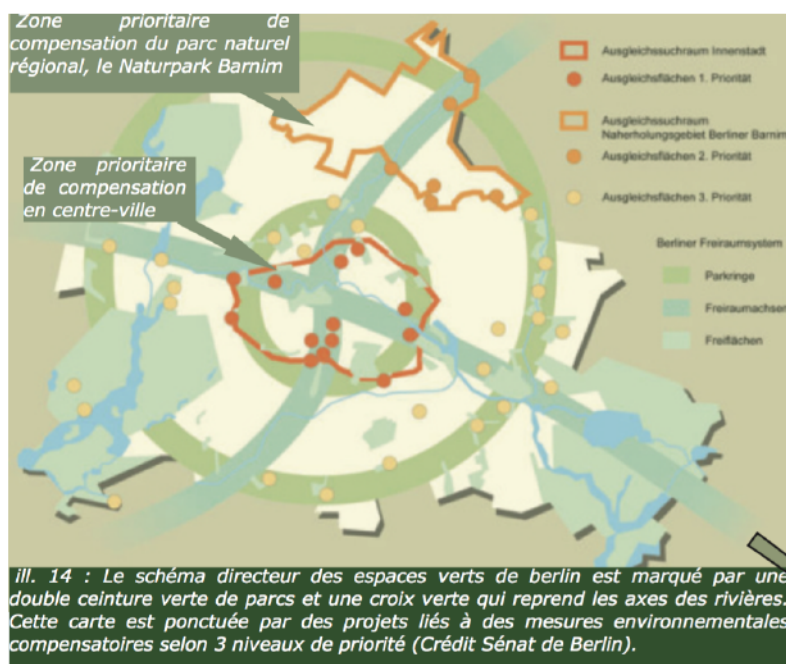 Zone prioritaire de
compensation du parc naturel
régional, le Naturpark Barnim
Zone prioritaire
de compensation
en centre-ville
Ausgleichssuchraum Innenstadt
Ausgleichsflächen 1. Priorität
Ausgleichssuchraum
Naherholungsgebiet Berliner Barnim
Ausgleichsflächen 2. Priorität
Ausgleichsflächen 3. Priorität
Berliner Freiraumsystem
Parkringe
Freiraumachsen
Freiflächen
ill. 14 : Le schéma directeur des espaces verts de berlin est marqué par une
double ceinture verte de parcs et une croix verte qui reprend les axes des rivières.
Cette carte est ponctuée par des projets liés à des mesures environnementales
compensatoires selon 3 niveaux de priorité (Crédit Sénat de Berlin).